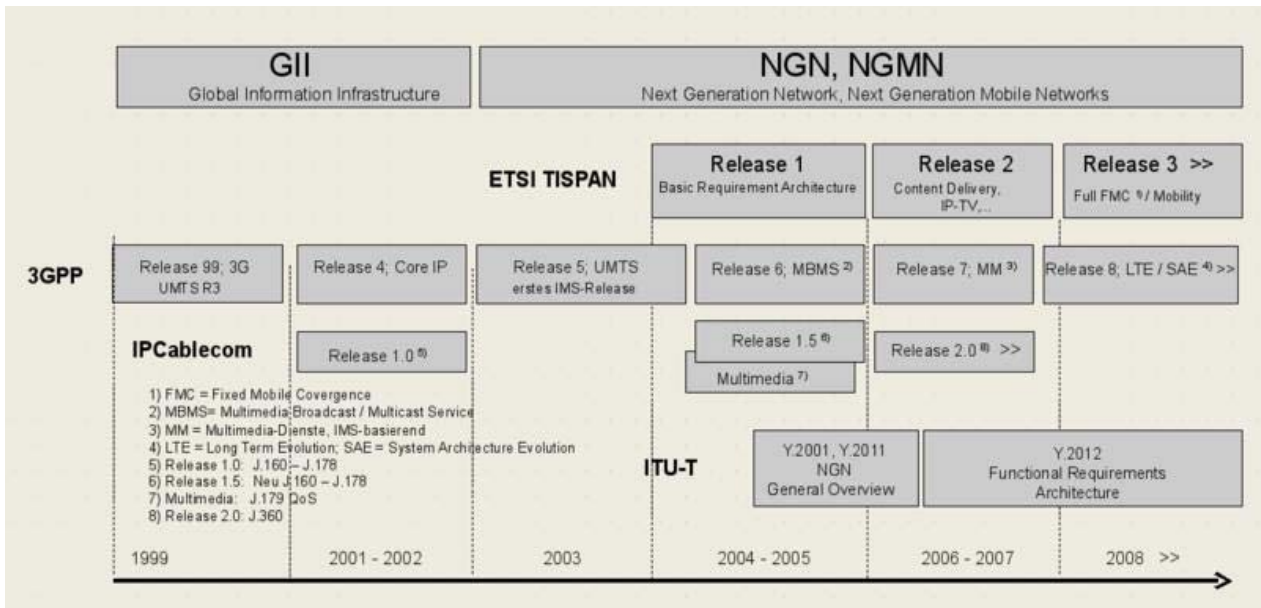 GII
Global Information Infrastructure
NGN, NGMN
Next Generation Network, Next Generation Mobile Networks
ETSI TISPAN
Release 1
Basic Requirement Architecture
Release 2
Content Delivery,
IP-TV,..
Release 3 >>
Full FMC ¹⁾/ Mobility
3GPP
Release 99; 3G
UMTS R3
Release 4; Core IP
Release 5; UMTS
erstes IMS-Release
Release 6; MBMS ²⁾
Release 7; MM ³⁾
Release 8; LTE / SAE ⁴⁾ >>
IPCablecom
Release 1.0 ⁵⁾
Release 1.5 ⁶⁾
Multimedia ⁷⁾
Release 2.0 ⁸⁾ >>
1) FMC = Fixed Mobile Covergence
2) MBMS= Multimedia Broadcast / Multicast Service
3) MM = Multimedia-Dienste, IMS-basierend
4) LTE = Long Term Evolution; SAE = System Architecture Evolution
5) Release 1.0: J.160 – J.178
6) Release 1.5: Neu J.160 – J.178
7) Multimedia: J.179 QoS
8) Release 2.0: J.360
ITU-T
Y.2001, Y.2011
NGN
General Overview
Y.2012
Functional Requirements
Architecture
1999
2001 - 2002
2003
2004 - 2005
2006 - 2007
2008 >>